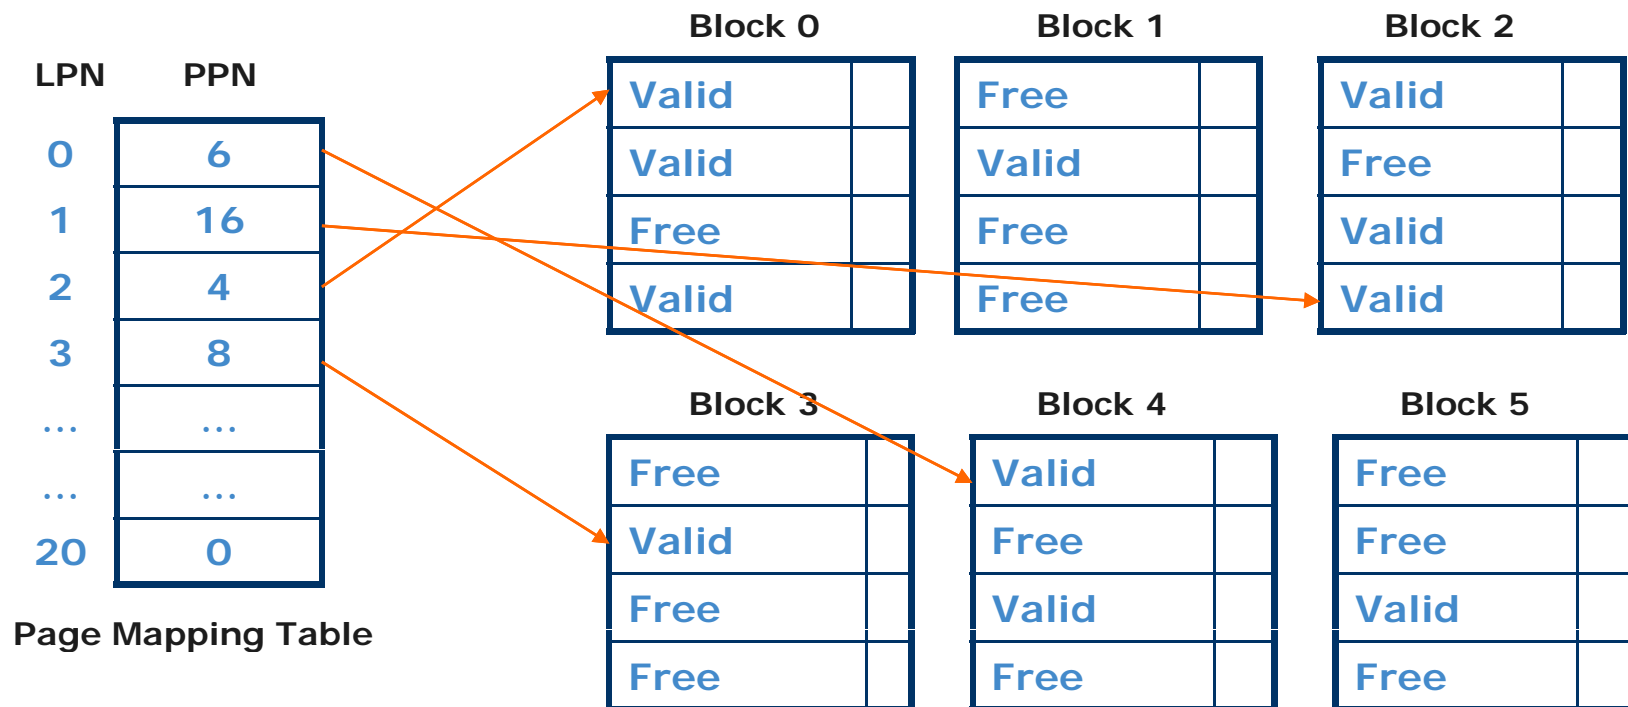 Block 0 Block 1 Block 2
LPN PPN
Valid Free Valid
0 6
Valid Valid Free
1 16
Free Free Valid
2 4
Valid Free Valid
3 8
Block 3 Block 4 Block 5
... ...
Free Valid Free
... ...
20 0
Valid Free Free
Free Valid Valid
Page Mapping Table
Free Free Free